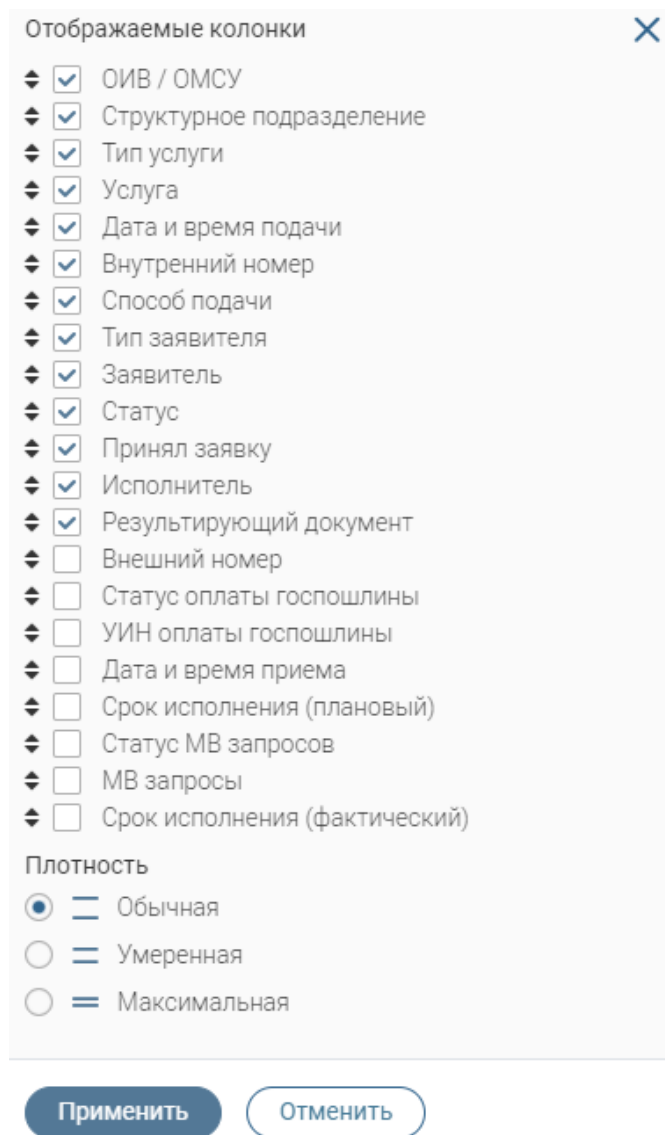 Отображаемые колонки
ОИВ / ОМСУ
Структурное подразделение
Тип услуги
Услуга
Дата и время подачи
Внутренний номер
Способ подачи
Тип заявителя
Заявитель
Статус
Принял заявку
Исполнитель
Результирующий документ
Внешний номер
Статус оплаты госпошлины
УИН оплаты госпошлины
Дата и время приема
Срок исполнения (плановый)
Статус МВ запросов
МВ запросы
Срок исполнения (фактический)
Плотность
Обычная
Умеренная
Максимальная
Применить Отменить